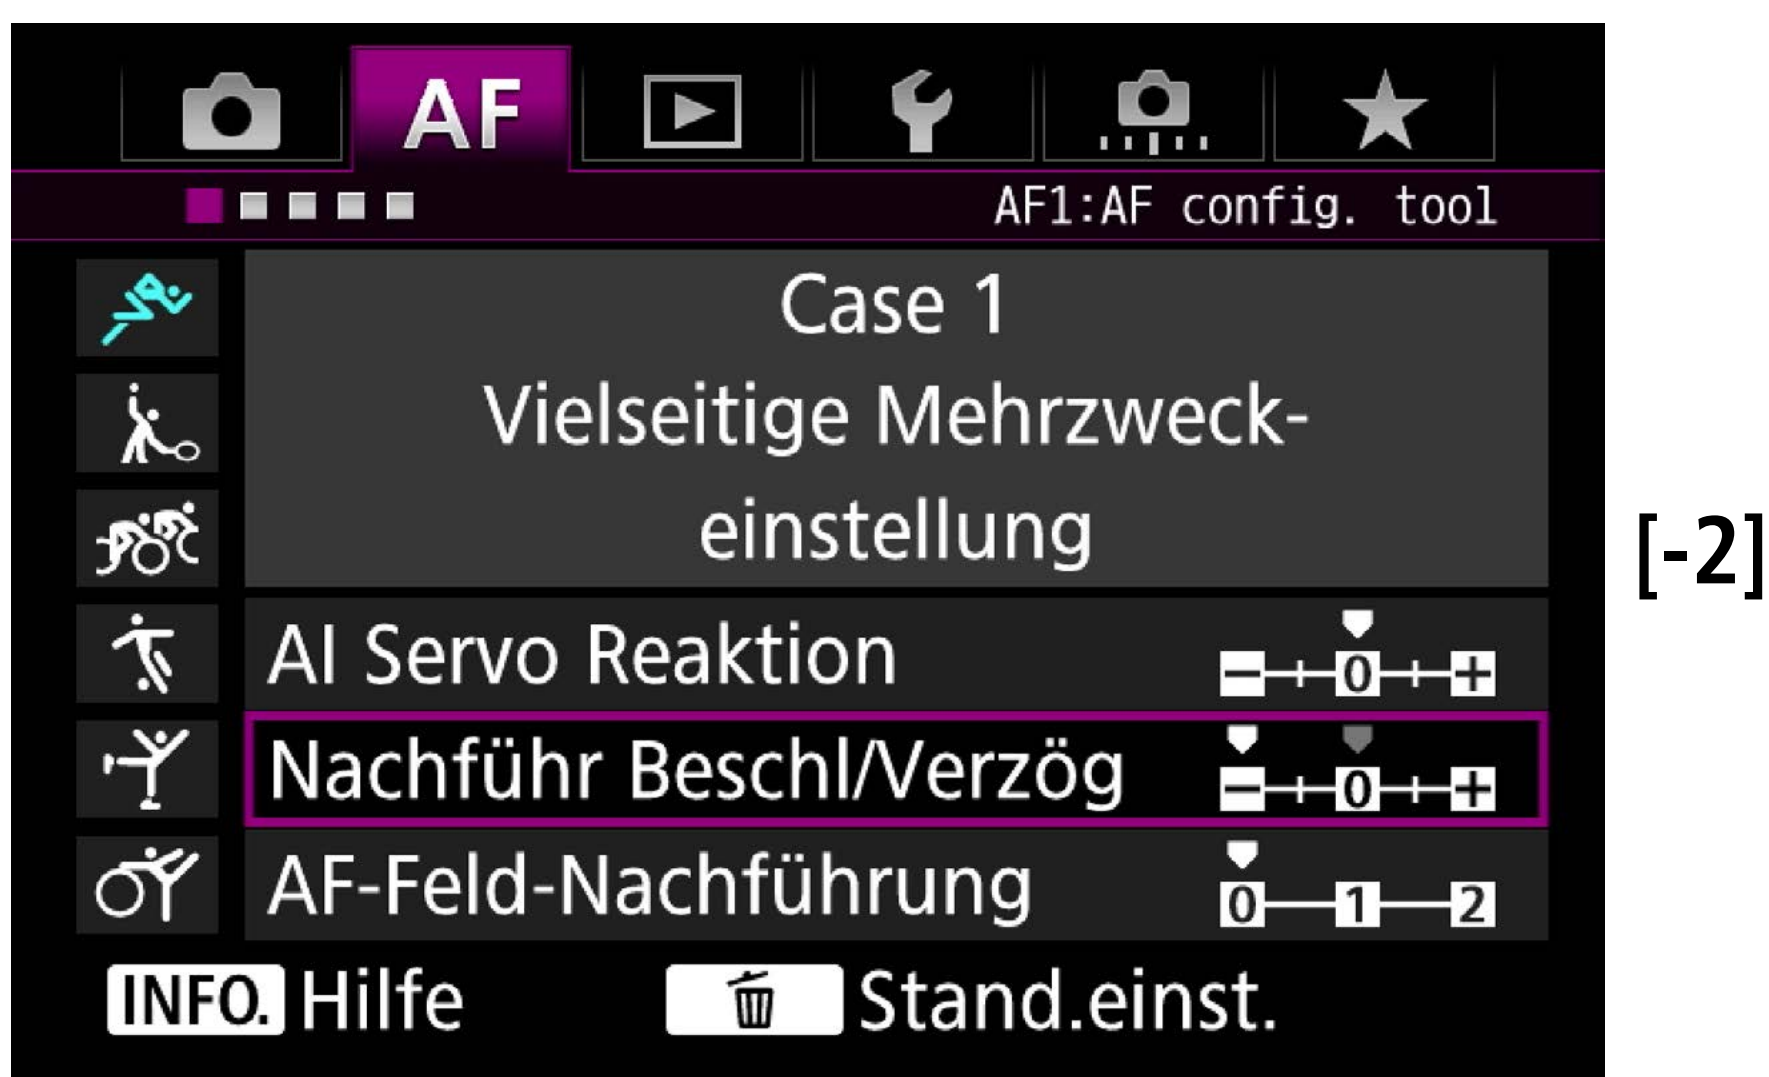 AF
AF1:AF config. tool
Case 1
Vielseitige Mehrzweck-
einstellung
[-2]
AI Servo Reaktion
0
Nachführ Beschl/Verzög
0
AF-Feld-Nachführung
0 1 2
INFO. Hilfe Stand.einst.